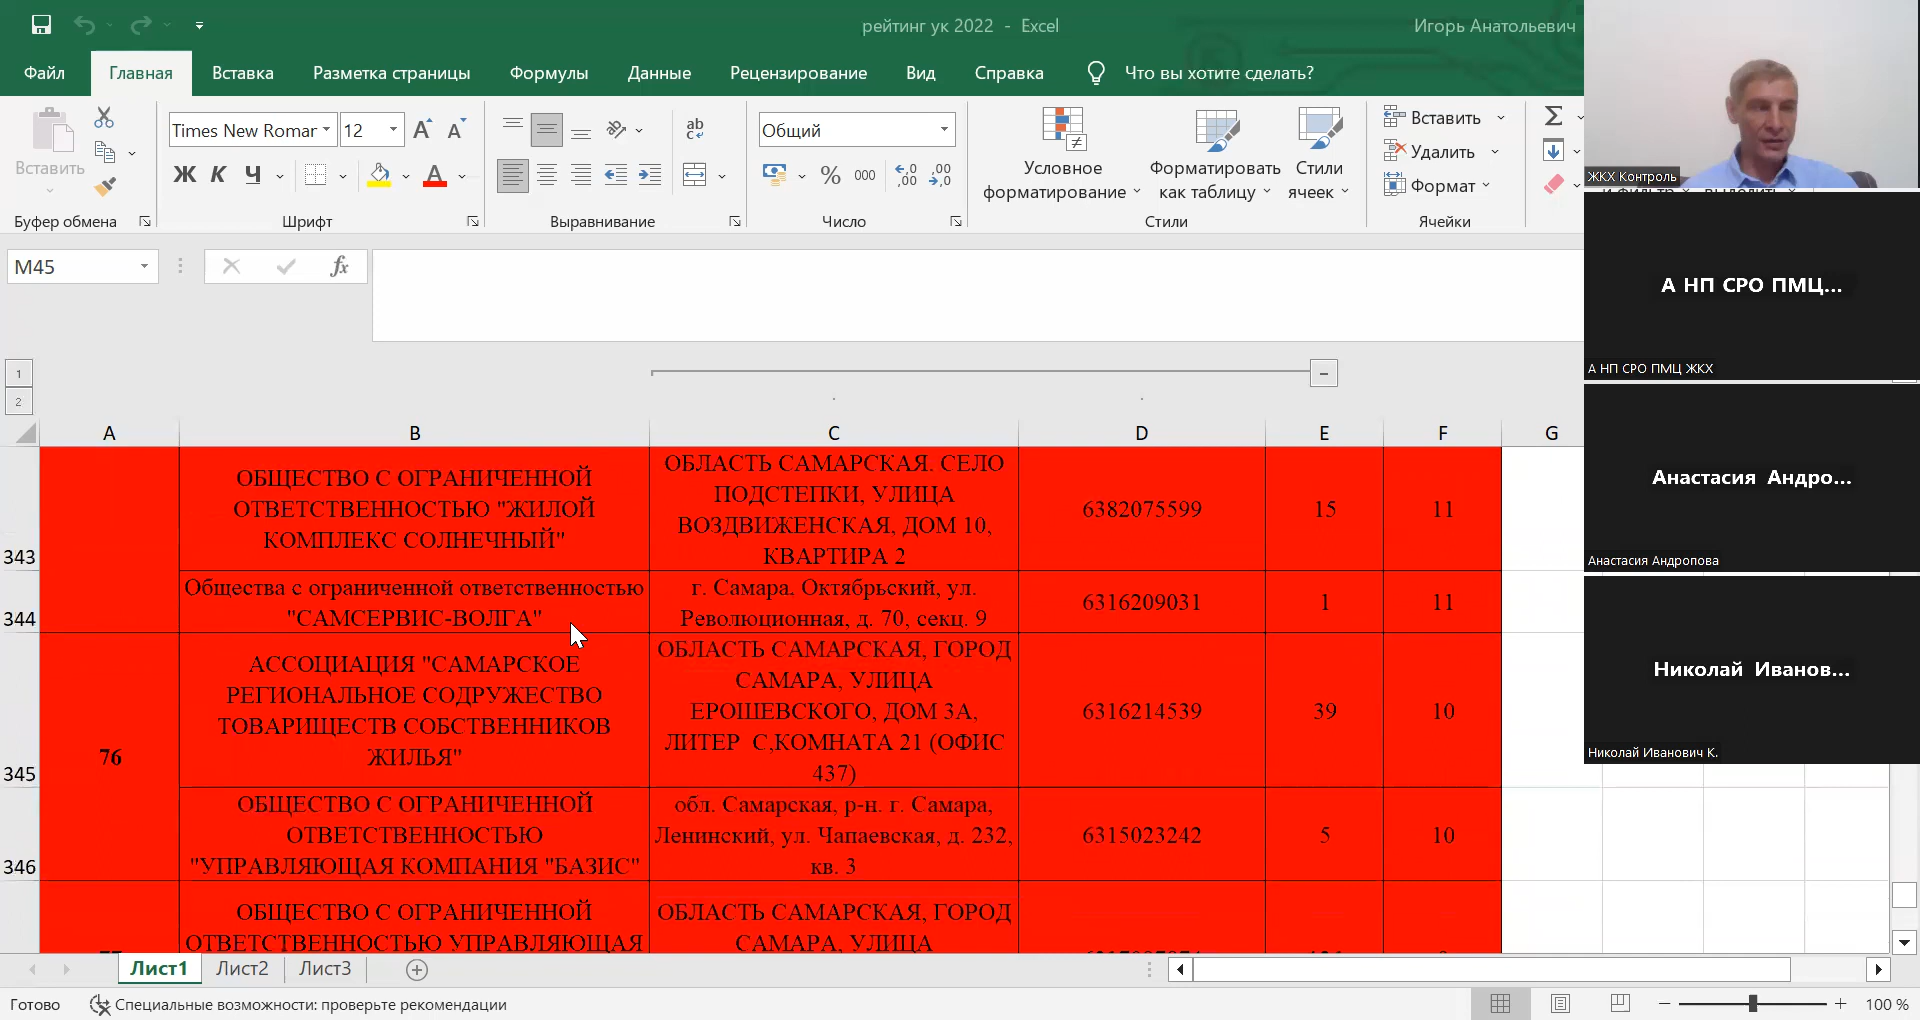 рейтинг ук 2022 - Excel
Игорь Анатольевич
Файл
Главная
Вставка
Разметка страницы
Формулы
Данные
Рецензирование
Вид
Справка
Что вы хотите сделать?
Вставить
Буфер обмена
Times New Romar
12
Ж К Ч
А
Шрифт
ab
Выравнивание
Общий
% 000
Число
Условное
форматирование
Форматировать
как таблицу
Стили
ячеек
Стили
Вставить
Удалить
Формат
Ячейки
Σ
M45
fx
1
2
A B C D E F G
343
ОБЩЕСТВО С ОГРАНИЧЕННОЙ
ОТВЕТСТВЕННОСТЬЮ "ЖИЛОЙ
КОМПЛЕКС СОЛНЕЧНЫЙ"
ОБЛАСТЬ САМАРСКАЯ. СЕЛО
ПОДСТЕПКИ, УЛИЦА
ВОЗДВИЖЕНСКАЯ, ДОМ 10,
КВАРТИРА 2
6382075599
15
11
344
Общества с ограниченной ответственностью
"САМСЕРВИС-ВОЛГА"
г. Самара. Октябрьский, ул.
Революционная, д. 70, секц. 9
6316209031
1
11
345
76
АССОЦИАЦИЯ "САМАРСКОЕ
РЕГИОНАЛЬНОЕ СОДРУЖЕСТВО
ТОВАРИЩЕСТВ СОБСТВЕННИКОВ
ЖИЛЬЯ"
ОБЛАСТЬ САМАРСКАЯ, ГОРОД
САМАРА, УЛИЦА
ЕРОШЕВСКОГО, ДОМ 3А,
ЛИТЕР С,КОМНАТА 21 (ОФИС
437)
6316214539
39
10
346
ОБЩЕСТВО С ОГРАНИЧЕННОЙ
ОТВЕТСТВЕННОСТЬЮ
"УПРАВЛЯЮЩАЯ КОМПАНИЯ "БАЗИС"
обл. Самарская, р-н. г. Самара,
Ленинский, ул. Чапаевская, д. 232,
кв. 3
6315023242
5
10
ОБЩЕСТВО С ОГРАНИЧЕННОЙ
ОТВЕТСТВЕННОСТЬЮ УПРАВЛЯЮЩАЯ
ОБЛАСТЬ САМАРСКАЯ, ГОРОД
САМАРА, УЛИЦА
ЖКХ Контроль
А НП СРО ПМЦ...
А НП СРО ПМЦ ЖКХ
Анастасия Андро...
Анастасия Андропова
Николай Иванов...
Николай Иванович К.
Лист1
Лист2
Лист3
Готово
Специальные возможности: проверьте рекомендации
100 %